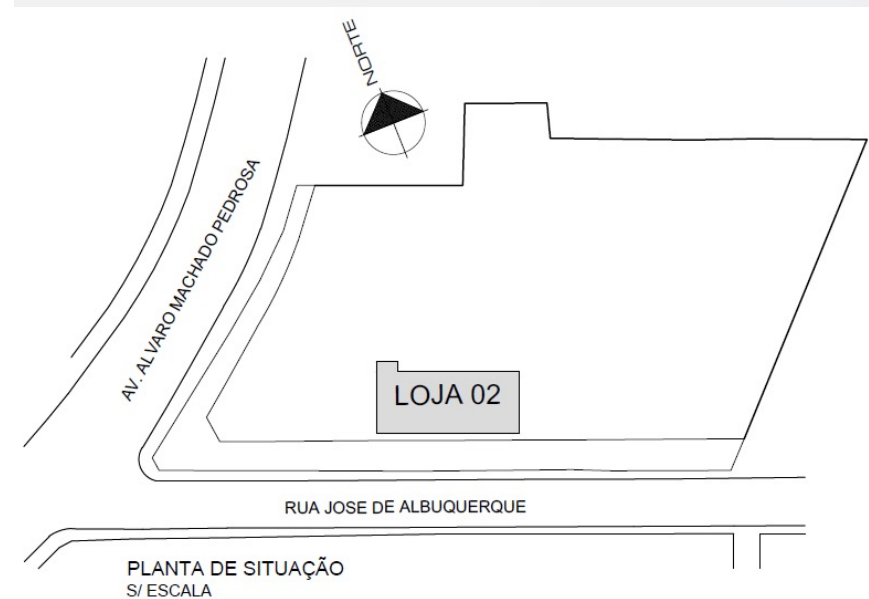 NORTE
AV. ALVARO MACHADO PEDROSA
LOJA 02
RUA JOSE DE ALBUQUERQUE
PLANTA DE SITUAÇÃO
S/ ESCALA